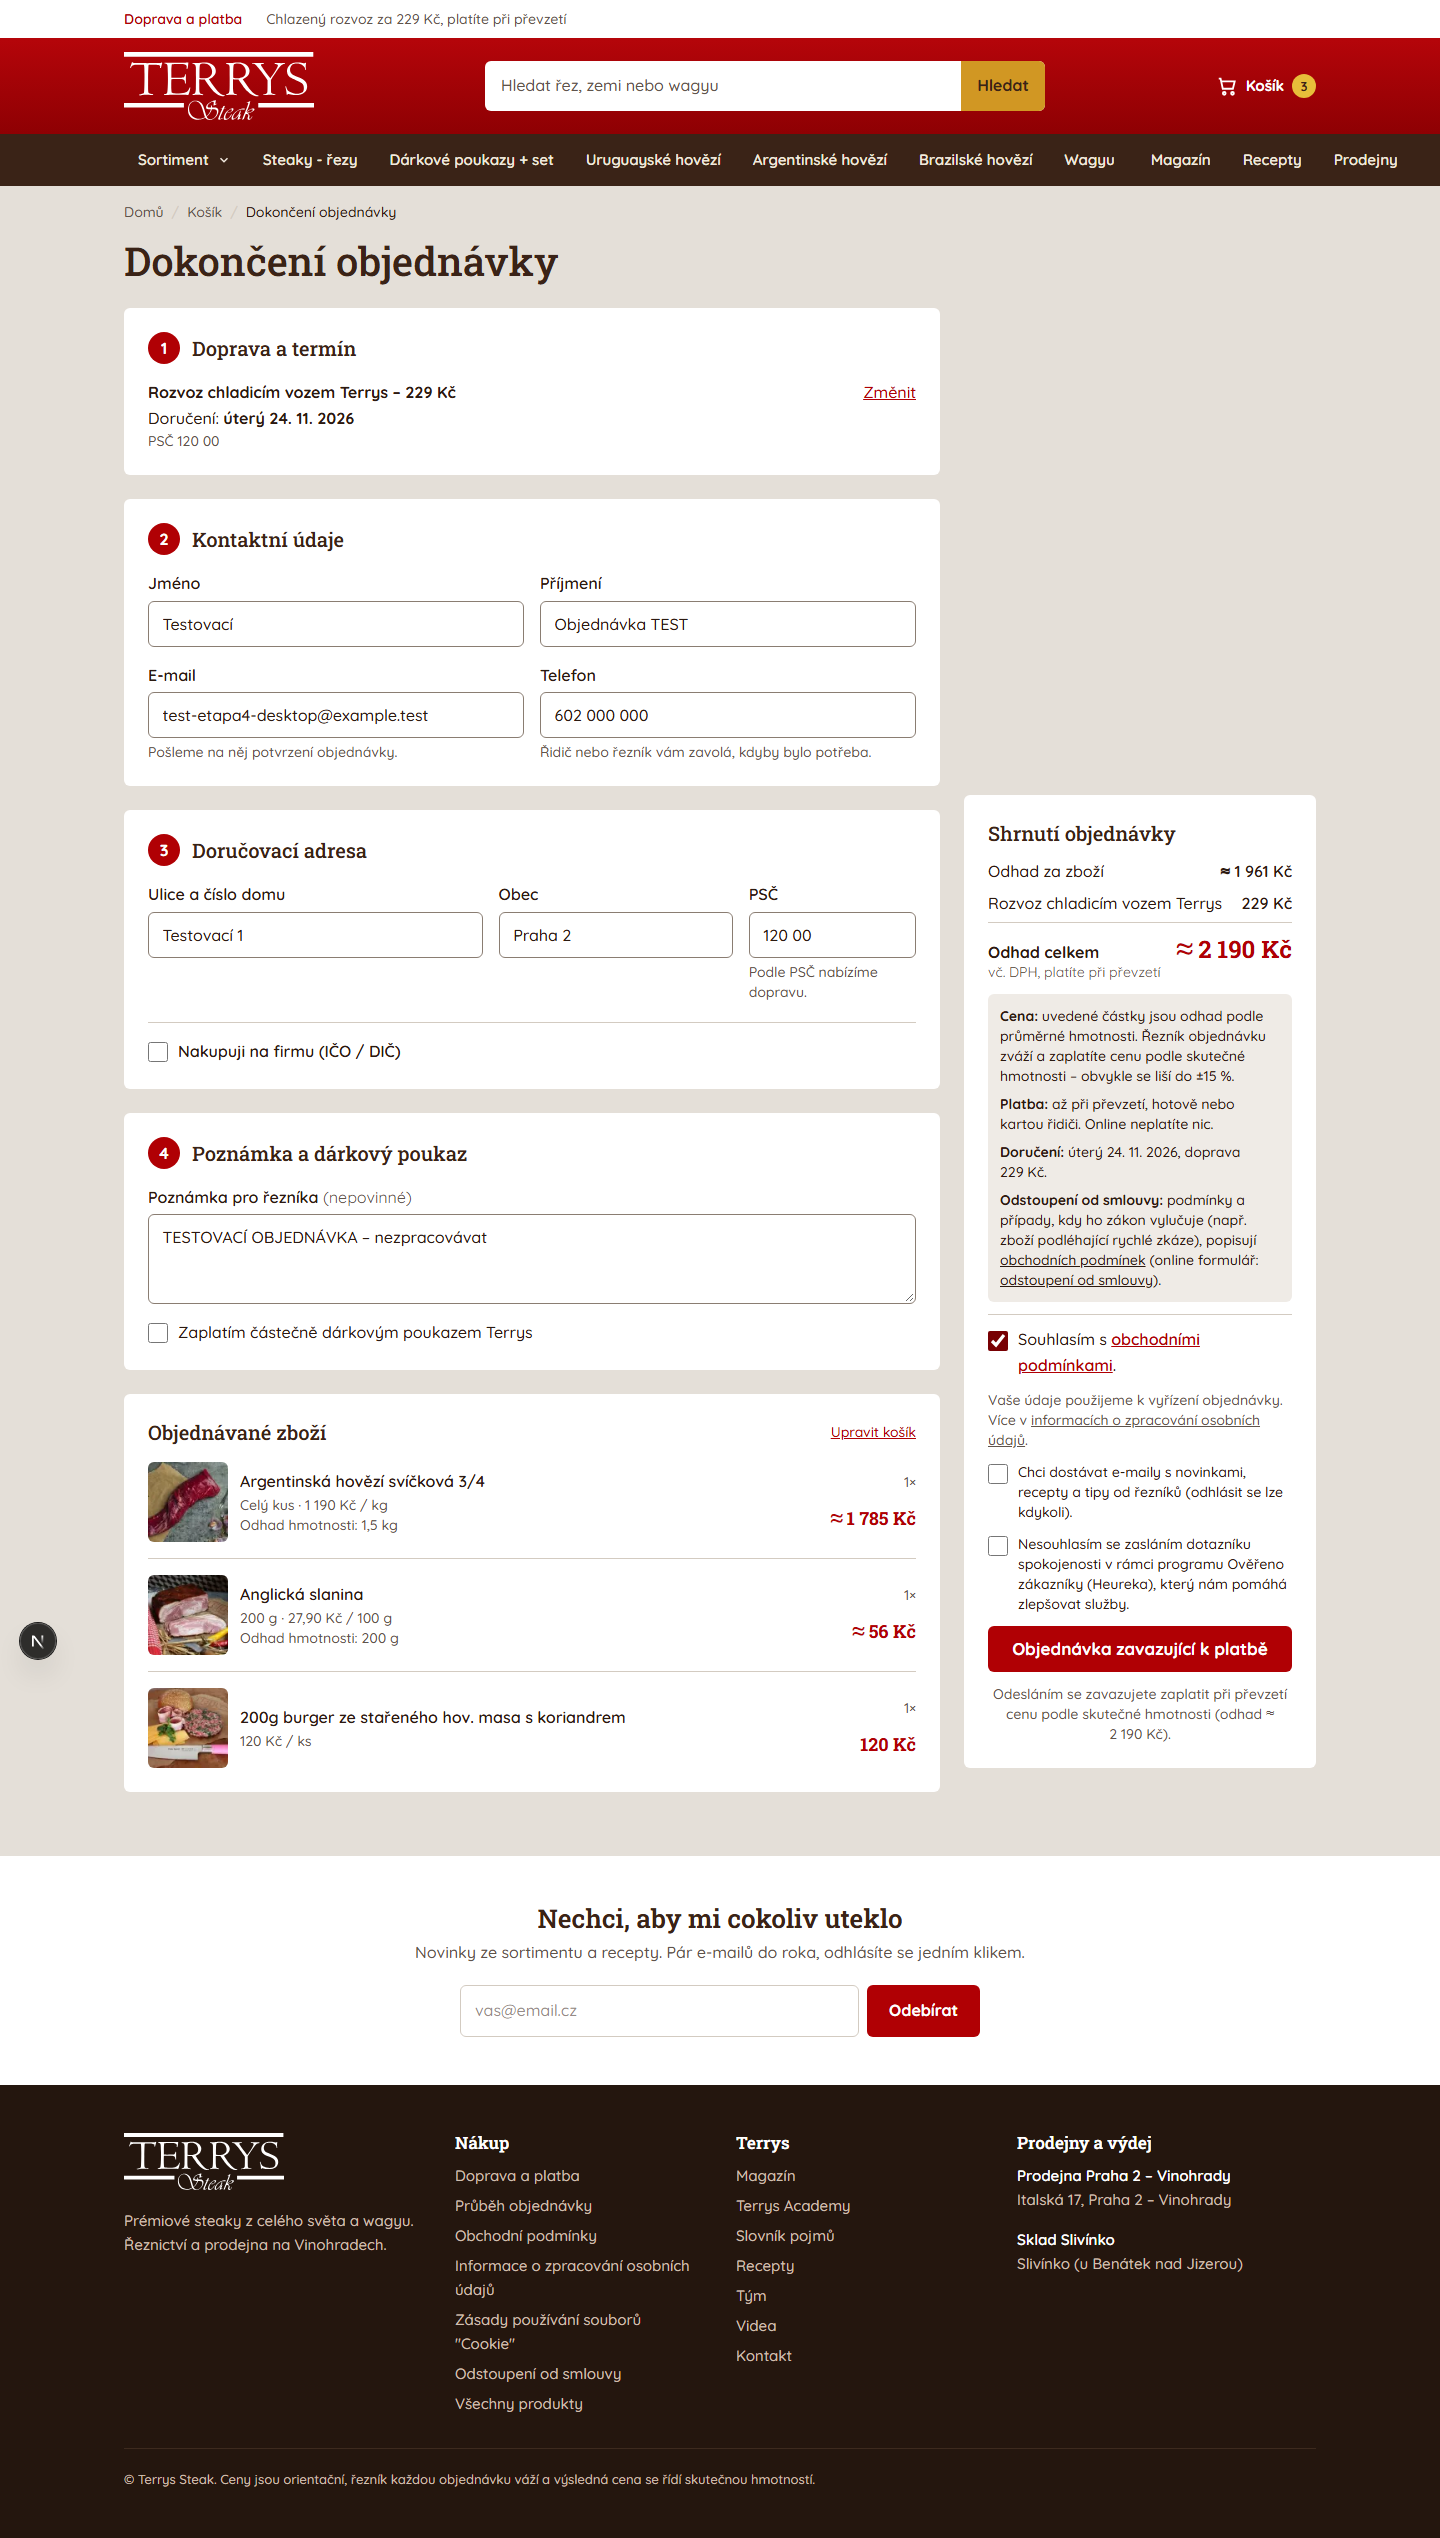 Doprava a platba Chlazený rozvoz za 229 Kč, platíte při převzetí
TERRYS
Steak
Hledat řez, zemi nebo wagyu
Hledat
Košík 3
Sortiment Steaky - řezy Dárkové poukazy + set Uruguayské hovězí Argentinské hovězí Brazilské hovězí Wagyu Magazín Recepty Prodejny
Domů / Košík / Dokončení objednávky
Dokončení objednávky
1 Doprava a termín
Rozvoz chladicím vozem Terrys – 229 Kč
Změnit
Doručení: úterý 24. 11. 2026
PSČ 120 00
2 Kontaktní údaje
Jméno Příjmení
Testovací Objednávka TEST
E-mail Telefon
test-etapa4-desktop@example.test 602 000 000
Pošleme na něj potvrzení objednávky. Řidič nebo řezník vám zavolá, kdyby bylo potřeba.
3 Doručovací adresa
Ulice a číslo domu Obec PSČ
Testovací 1 Praha 2 120 00
Podle PSČ nabízíme
dopravu.
Nakupuji na firmu (IČO / DIČ)
4 Poznámka a dárkový poukaz
Poznámka pro řezníka (nepovinné)
TESTOVACÍ OBJEDNÁVKA – nezpracovávat
Zaplatím částečně dárkovým poukazem Terrys
Objednávané zboží
Upravit košík
Argentinská hovězí svíčková 3/4
Celý kus · 1 190 Kč / kg
Odhad hmotnosti: 1,5 kg
1×
≈ 1 785 Kč
Anglická slanina
200 g · 27,90 Kč / 100 g
Odhad hmotnosti: 200 g
1×
≈ 56 Kč
200g burger ze stařeného hov. masa s koriandrem
120 Kč / ks
1×
120 Kč
Shrnutí objednávky
Odhad za zboží ≈ 1 961 Kč
Rozvoz chladicím vozem Terrys 229 Kč
Odhad celkem ≈ 2 190 Kč
vč. DPH, platíte při převzetí
Cena: uvedené částky jsou odhad podle
průměrné hmotnosti. Řezník objednávku
zváží a zaplatíte cenu podle skutečné
hmotnosti – obvykle se liší do ±15 %.
Platba: až při převzetí, hotově nebo
kartou řidiči. Online neplatíte nic.
Doručení: úterý 24. 11. 2026, doprava
229 Kč.
Odstoupení od smlouvy: podmínky a
případy, kdy ho zákon vylučuje (např.
zboží podléhající rychlé zkáze), popisují
obchodních podmínek (online formulář:
odstoupení od smlouvy).
Souhlasím s obchodními
podmínkami.
Vaše údaje použijeme k vyřízení objednávky.
Více v informacích o zpracování osobních
údajů.
Chci dostávat e-maily s novinkami,
recepty a tipy od řezníků (odhlásit se lze
kdykoli).
Nesouhlasím se zasláním dotazníku
spokojenosti v rámci programu Ověřeno
zákazníky (Heureka), který nám pomáhá
zlepšovat služby.
Objednávka zavazující k platbě
Odesláním se zavazujete zaplatit při převzetí
cenu podle skutečné hmotnosti (odhad ≈
2 190 Kč).
N
Nechci, aby mi cokoliv uteklo
Novinky ze sortimentu a recepty. Pár e-mailů do roka, odhlásíte se jedním klikem.
vas@email.cz
Odebírat
TERRYS
Steak
Prémiové steaky z celého světa a wagyu.
Řeznictví a prodejna na Vinohradech.
Nákup
Doprava a platba
Průběh objednávky
Obchodní podmínky
Informace o zpracování osobních
údajů
Zásady používání souborů
"Cookie"
Odstoupení od smlouvy
Všechny produkty
Terrys
Magazín
Terrys Academy
Slovník pojmů
Recepty
Tým
Videa
Kontakt
Prodejny a výdej
Prodejna Praha 2 – Vinohrady
Italská 17, Praha 2 – Vinohrady
Sklad Slivínko
Slivínko (u Benátek nad Jizerou)
© Terrys Steak. Ceny jsou orientační, řezník každou objednávku váží a výsledná cena se řídí skutečnou hmotností.